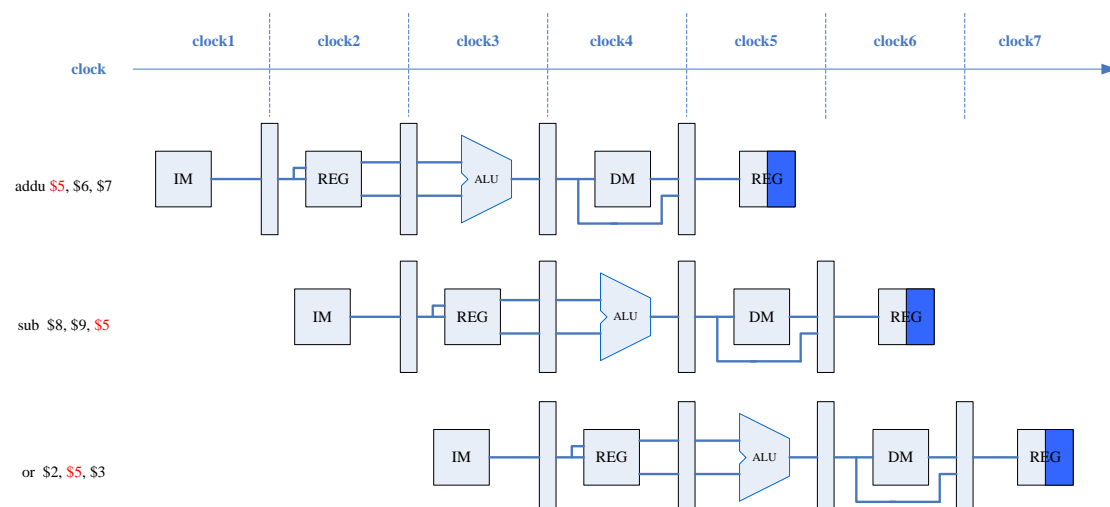 clock1 clock2 clock3 clock4 clock5 clock6 clock7
clock
addu $5, $6, $7 IM REG ALU DM REG
sub $8, $9, $5 IM REG ALU DM REG
or $2, $5, $3 IM REG ALU DM REG